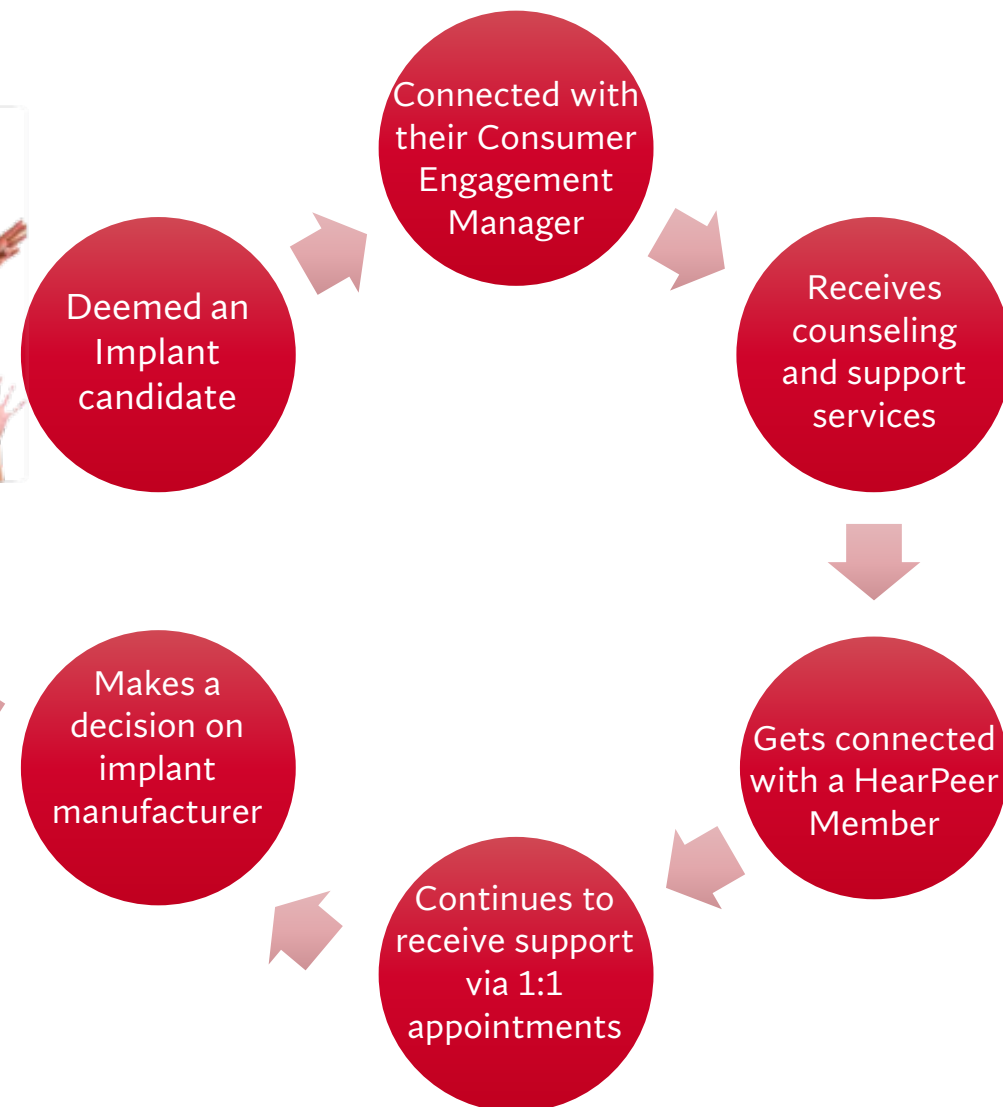 Deemed an
Implant
candidate
Connected with
their Consumer
Engagement
Manager
Receives
counseling
and support
services
Gets connected
with a HearPeer
Member
Continues to
receive support
via 1:1
appointments
Makes a
decision on
implant
manufacturer